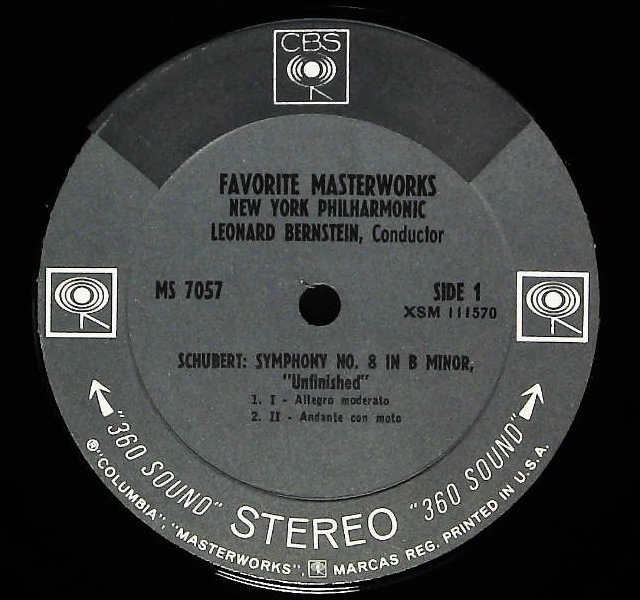 CBS
FAVORITE MASTERWORKS
NEW YORK PHILHARMONIC
LEONARD BERNSTEIN, Conductor
MS 7057
SIDE 1
XSM 111570
SCHUBERT: SYMPHONY NO. 8 IN B MINOR,
"Unfinished"
1. I - Allegro moderato
2. II - Andante con moto
"360 SOUND" STEREO "360 SOUND"
®"COLUMBIA", "MASTERWORKS", MARCAS REG. PRINTED IN U.S.A.